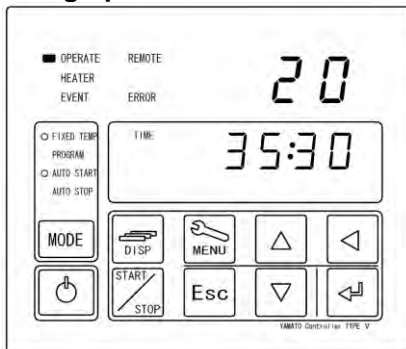 OPERATE REMOTE
HEATER
EVENT ERROR
20
FIXED TEMP
PROGRAM
AUTO START
AUTO STOP
TIME
35:30
MODE
DISP
MENU
START
STOP
Esc
YAMATO Controller TYPE V